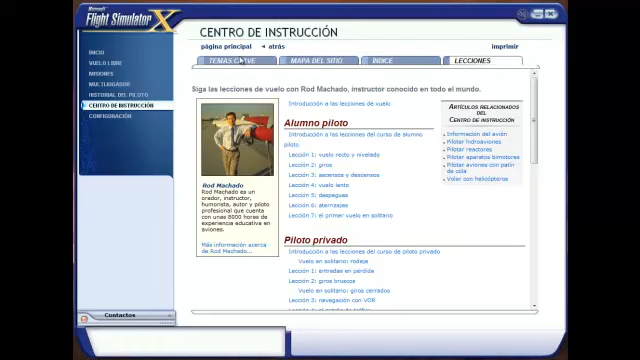 Microsoft
Flight Simulator X
CENTRO DE INSTRUCCIÓN
página principal ◄ atrás
imprimir
TEMAS CLAVE
MAPA DEL SITIO
ÍNDICE
LECCIONES
INICIO
VUELO LIBRE
MISIONES
MULTIJUGADOR
HISTORIAL DEL PILOTO
CENTRO DE INSTRUCCIÓN
CONFIGURACIÓN
Siga las lecciones de vuelo con Rod Machado, instructor conocido en todo el mundo.
Rod Machado
Rod Machado es un
orador, instructor,
humorista, autor y piloto
profesional que cuenta
con unas 8000 horas de
experiencia educativa en
aviones.
Más información acerca
de Rod Machado...
Introducción a las lecciones de vuelo
Alumno piloto
Introducción a las lecciones del curso de alumno
piloto
Lección 1: vuelo recto y nivelado
Lección 2: giros
Lección 3: ascensos y descensos
Lección 4: vuelo lento
Lección 5: despegues
Lección 6: aterrizajes
Lección 7: el primer vuelo en solitario
Piloto privado
Introducción a las lecciones del curso de piloto privado
Vuelo en solitario: rodaje
Lección 1: entradas en pérdida
Lección 2: giros bruscos
Vuelo en solitario: giros cerrados
Lección 3: navegación con VOR
ARTÍCULOS RELACIONADOS
DEL
CENTRO DE INSTRUCCIÓN
Información del avión
Pilotar hidroaviones
Pilotar reactores
Pilotar aparatos bimotores
Pilotar aviones con patín
de cola
Volar con helicópteros
Contactos